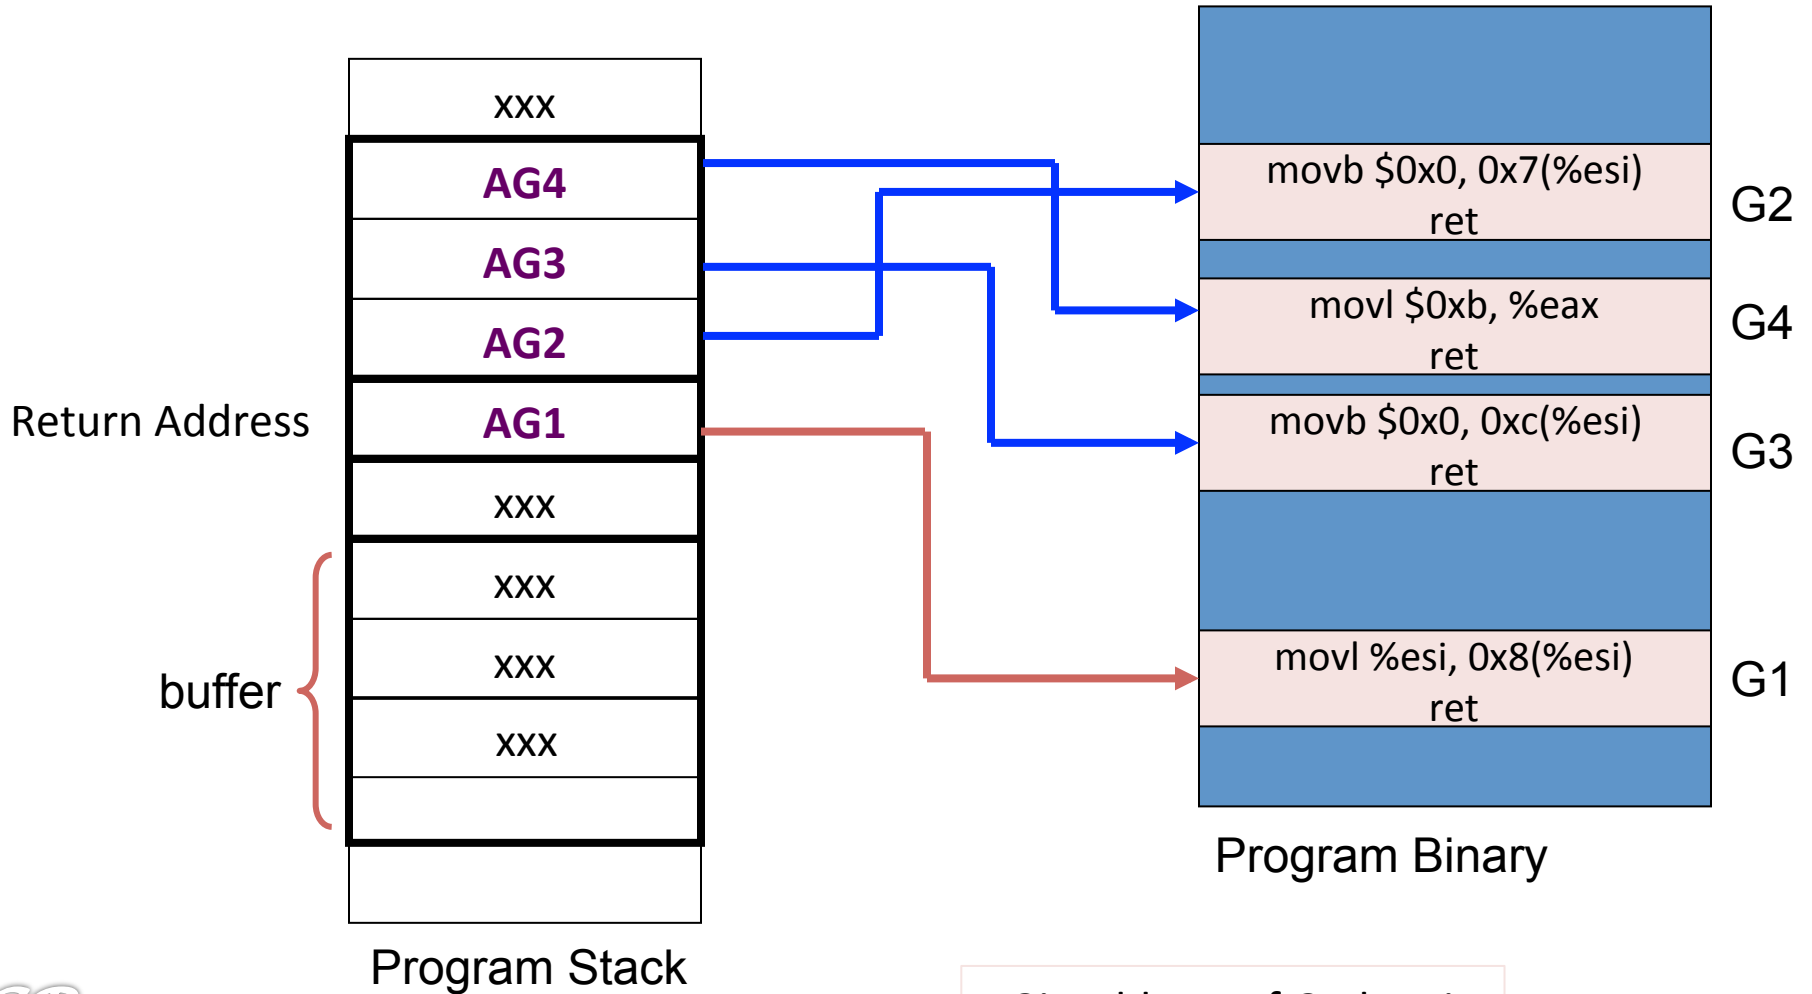 xxx
AG4
AG3
AG2
Return Address
AG1
xxx
xxx
buffer
xxx
xxx
Program Stack
movb $0x0, 0x7(%esi)
ret
G2
movl $0xb, %eax
ret
G4
movb $0x0, 0xc(%esi)
ret
G3
movl %esi, 0x8(%esi)
ret
G1
Program Binary